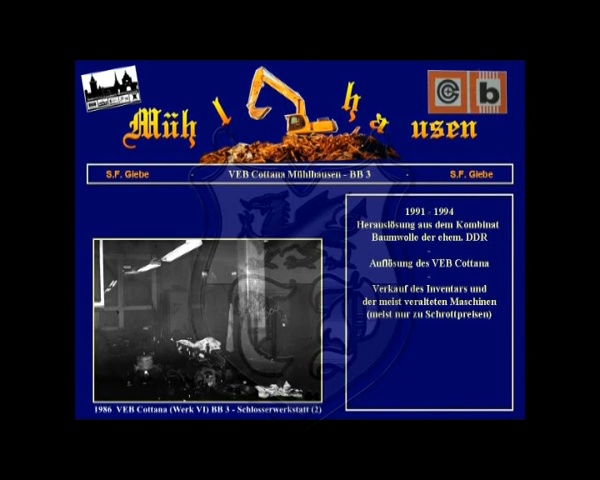 Mühlhausen
b
S.F. Giebe - VEB Cottana Mühlhausen - BB 3 - S.F. Giebe
1991 - 1994
Herauslösung aus dem Kombinat
Baumwolle der ehem. DDR
-
Auflösung des VEB Cottana
-
Verkauf des Inventars und
der meist veralteten Maschinen
(meist nur zu Schrottpreisen)
1986 VEB Cottana (Werk VI) BB 3 - Schlosserwerkstatt (2)